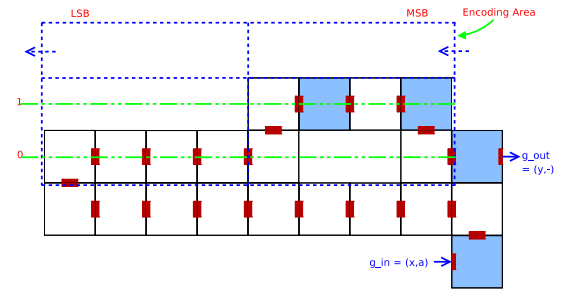 LSB
MSB
Encoding Area
1
0
g_out
= (y,-)
g_in = (x,a)